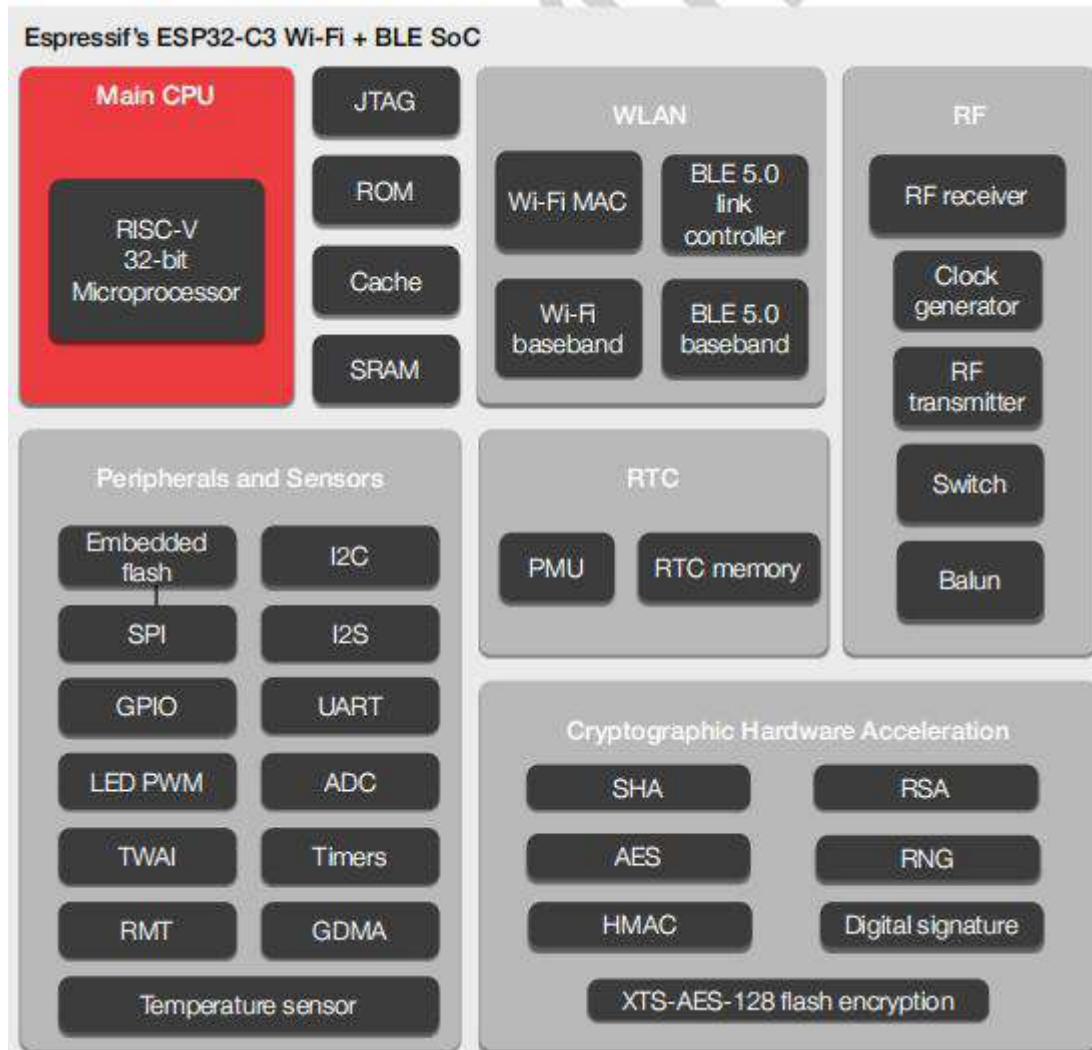 Espressif's ESP32-C3 Wi-Fi + BLE SoC
Main CPU
RISC-V
32-bit
Microprocessor
JTAG
ROM
Cache
SRAM
WLAN
Wi-Fi MAC
BLE 5.0
link
controller
Wi-Fi
baseband
BLE 5.0
baseband
RF
RF receiver
Clock
generator
RF
transmitter
Switch
Balun
Peripherals and Sensors
Embedded
flash
I2C
SPI
I2S
GPIO
UART
LED PWM
ADC
TWAI
Timers
RMT
GDMA
Temperature sensor
RTC
PMU
RTC memory
Cryptographic Hardware Acceleration
SHA
RSA
AES
RNG
HMAC
Digital signature
XTS-AES-128 flash encryption